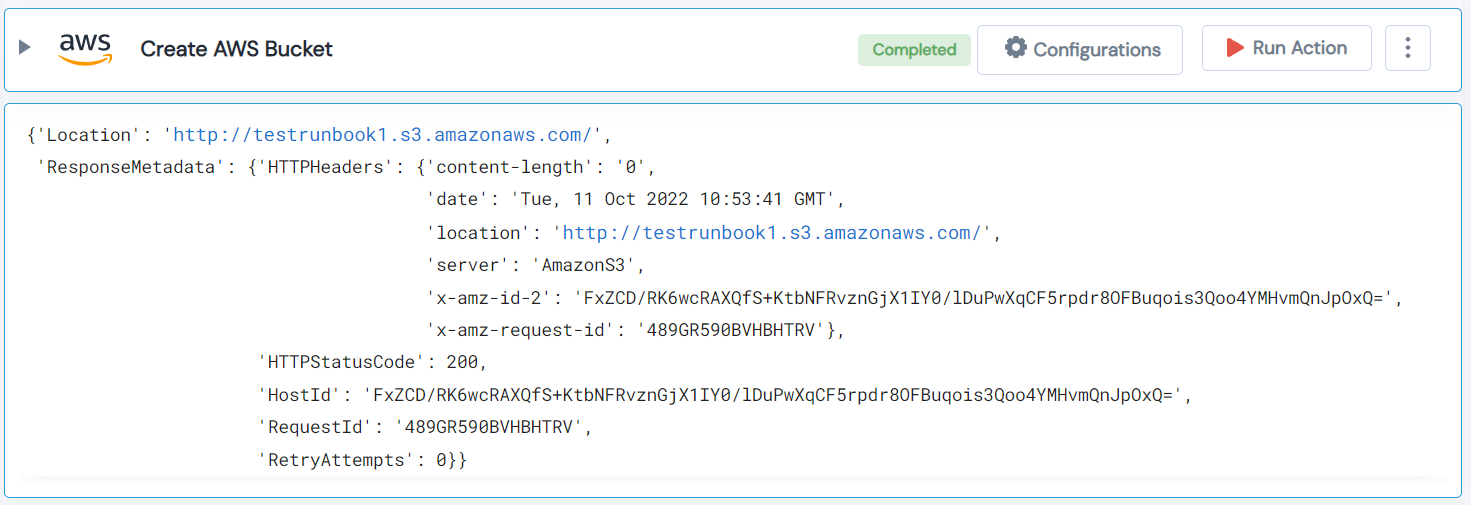 aws Create AWS Bucket Completed Configurations Run Action
{'Location': 'http://testrunbook1.s3.amazonaws.com/',
'ResponseMetadata': {'HTTPHeaders': {'content-length': '0',
'date': 'Tue, 11 Oct 2022 10:53:41 GMT',
'location': 'http://testrunbook1.s3.amazonaws.com/',
'server': 'AmazonS3',
'x-amz-id-2': 'FxZCD/RK6wcRAXQfS+KtbNFRvznGjX1IY0/lDuPwXqCF5rpdr8OFBuqois3Qoo4YMHvmQnJpOxQ=',
'x-amz-request-id': '489GR590BVHBHTRV'},
'HTTPStatusCode': 200,
'HostId': 'FxZCD/RK6wcRAXQfS+KtbNFRvznGjX1IY0/lDuPwXqCF5rpdr8OFBuqois3Qoo4YMHvmQnJpOxQ=',
'RequestId': '489GR590BVHBHTRV',
'RetryAttempts': 0}}